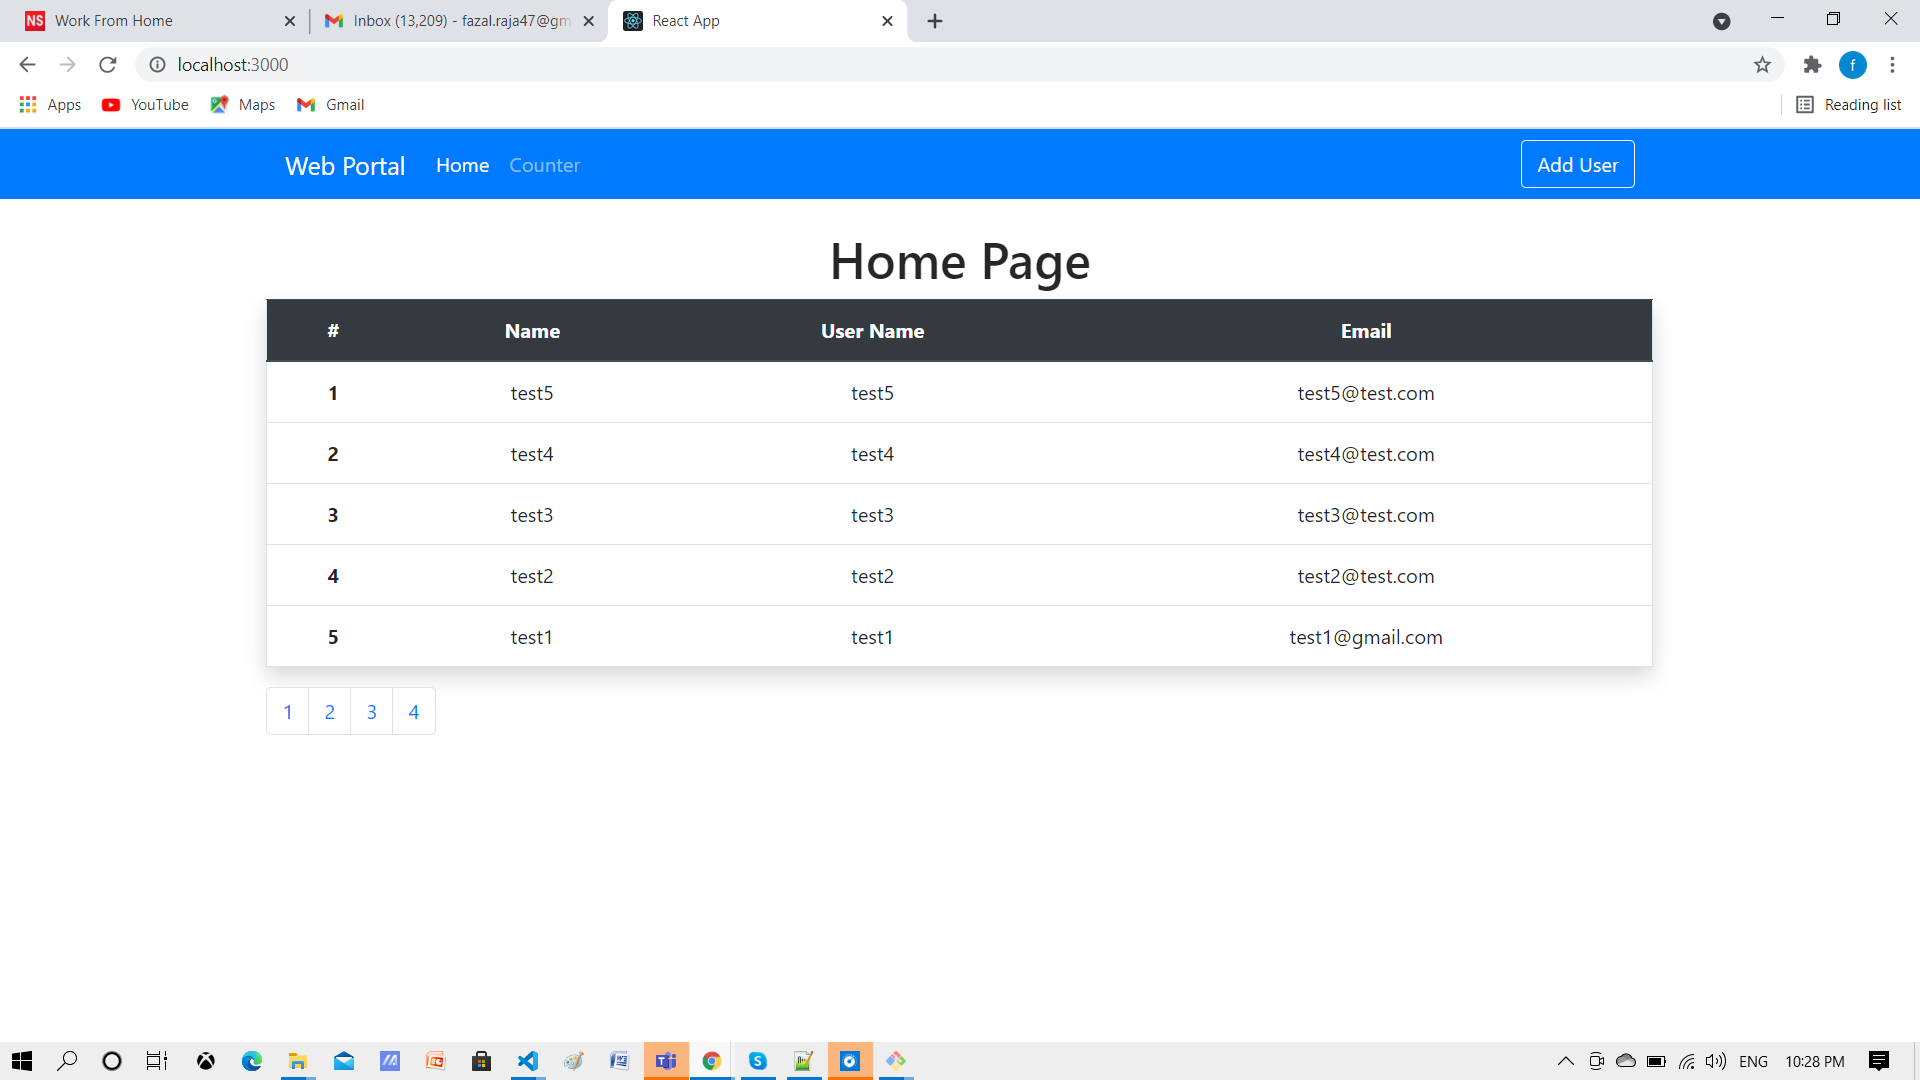 NS Work From Home
Inbox (13,209) - fazal.raja47@gm
React App
localhost:3000
f
Apps YouTube Maps Gmail
Reading list
Web Portal Home Counter Add User
Home Page
# Name User Name Email
1 test5 test5 test5@test.com
2 test4 test4 test4@test.com
3 test3 test3 test3@test.com
4 test2 test2 test2@test.com
5 test1 test1 test1@gmail.com
1 2 3 4
ENG 10:28 PM